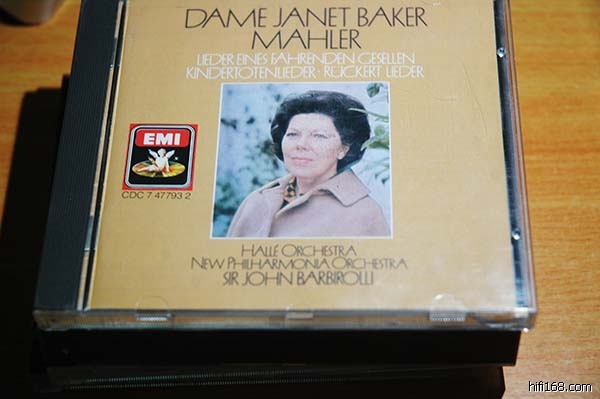 DAME JANET BAKER
MAHLER
LIEDER EINES FAHRENDEN GESELLEN
KINDERTOTENLIEDER · RÜCKERT LIEDER
EMI
CDC 7 47793 2
HALLÉ ORCHESTRA
NEW PHILHARMONIA ORCHESTRA
SIR JOHN BARBIROLLI
hifi168.com